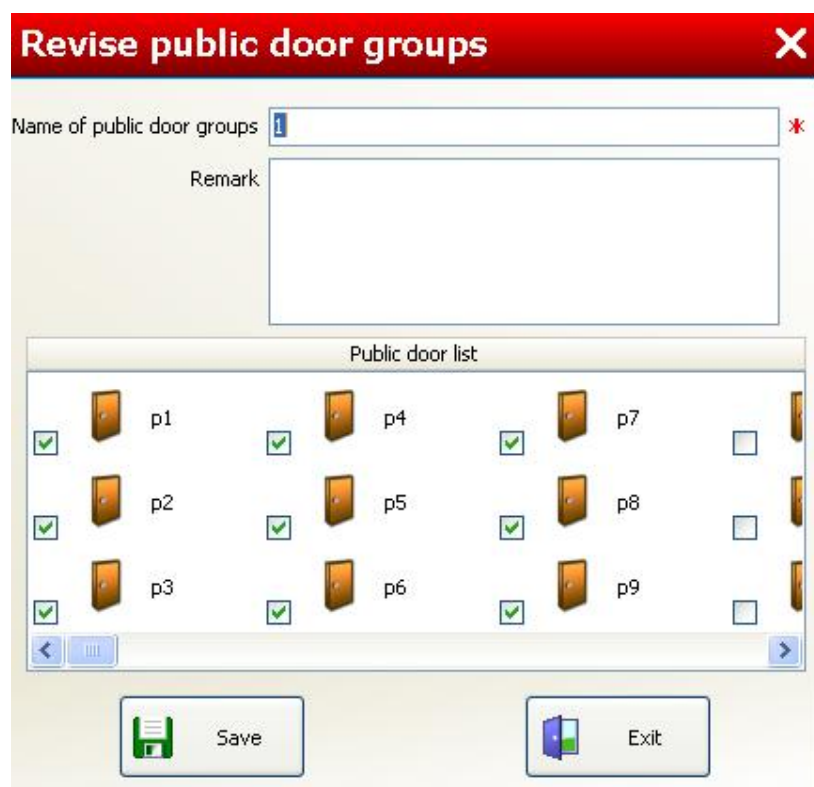 Revise public door groups
Name of public door groups 1 *
Remark
Public door list
p1 p4 p7
p2 p5 p8
p3 p6 p9
Save Exit